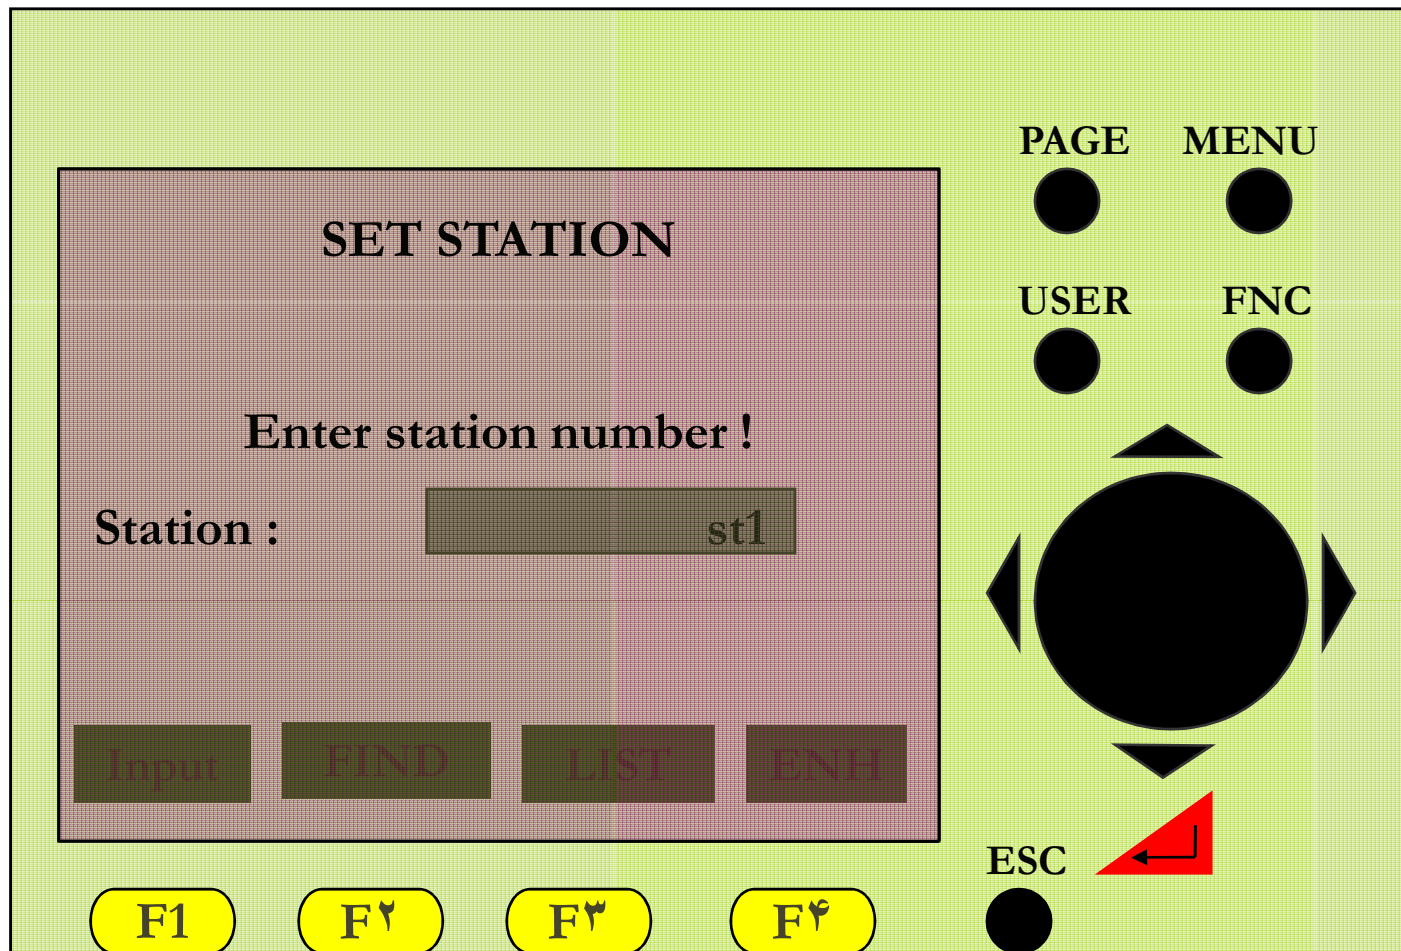 PAGE MENU
SET STATION
USER FNC
Enter station number !
Station : st1
Input FIND LIST ENH
ESC
F1 F۲ F۳ F۴